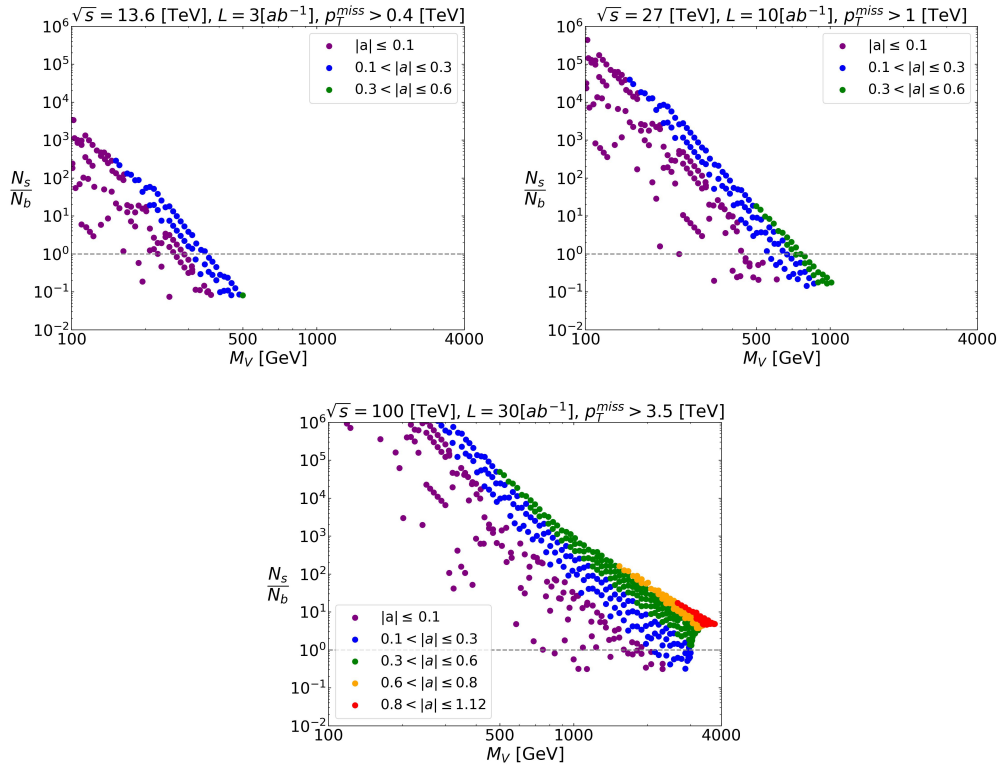 √s = 13.6 [TeV], L = 3[ab⁻¹], p_T^miss > 0.4 [TeV]
10⁶
10⁵
10⁴
10³
10²
10¹
10⁰
10⁻¹
10⁻²
N_s/N_b
|a| ≤ 0.1
0.1 < |a| ≤ 0.3
0.3 < |a| ≤ 0.6
100 500 1000 4000
M_V [GeV]
√s = 27 [TeV], L = 10[ab⁻¹], p_T^miss > 1 [TeV]
10⁶
10⁵
10⁴
10³
10²
10¹
10⁰
10⁻¹
10⁻²
N_s/N_b
|a| ≤ 0.1
0.1 < |a| ≤ 0.3
0.3 < |a| ≤ 0.6
100 500 1000 4000
M_V [GeV]
√s = 100 [TeV], L = 30[ab⁻¹], p_T^miss > 3.5 [TeV]
10⁶
10⁵
10⁴
10³
10²
10¹
10⁰
10⁻¹
10⁻²
N_s/N_b
|a| ≤ 0.1
0.1 < |a| ≤ 0.3
0.3 < |a| ≤ 0.6
0.6 < |a| ≤ 0.8
0.8 < |a| ≤ 1.12
100 500 1000 4000
M_V [GeV]